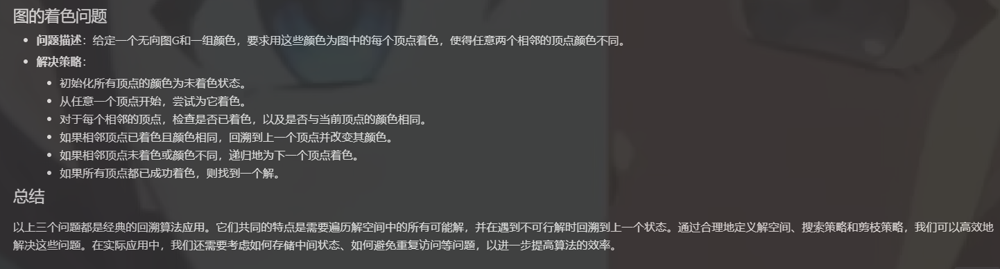 图的着色问题
• 问题描述：给定一个无向图G和一组颜色，要求用这些颜色为图中的每个顶点着色，使得任意两个相邻的顶点颜色不同。
• 解决策略：
• 初始化所有顶点的颜色为未着色状态。
• 从任意一个顶点开始，尝试为它着色。
• 对于每个相邻的顶点，检查是否已着色，以及是否与当前顶点的颜色相同。
• 如果相邻顶点已着色且颜色相同，回溯到上一个顶点并改变其颜色。
• 如果相邻顶点未着色或颜色不同，递归地为下一个顶点着色。
• 如果所有顶点都已成功着色，则找到一个解。
总结
以上三个问题都是经典的回溯算法应用。它们共同的特点是需要遍历解空间中的所有可能解，并在遇到不可行解时回溯到上一个状态。通过合理地定义解空间、搜索策略和剪枝策略，我们可以高效地
解决这些问题。在实际应用中，我们还需要考虑如何存储中间状态、如何避免重复访问等问题，以进一步提高算法的效率。